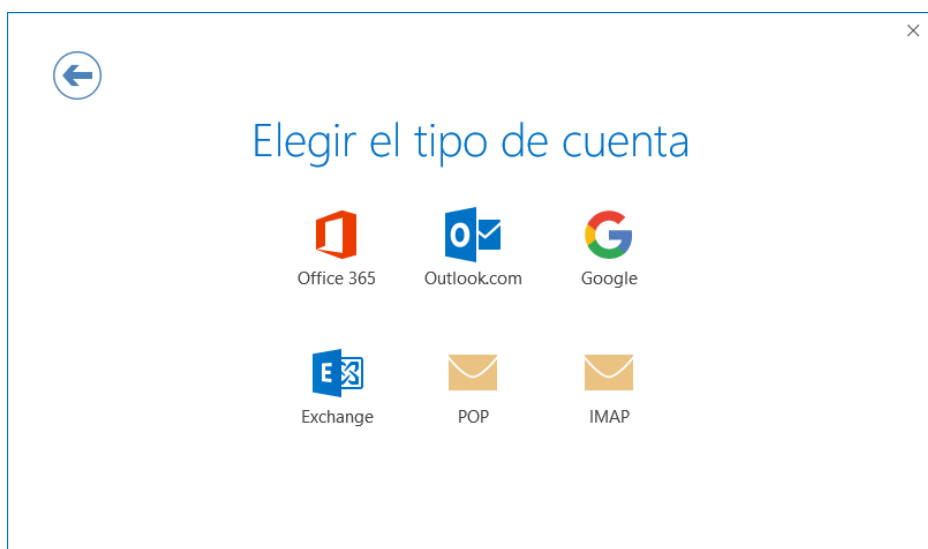 Elegir el tipo de cuenta
Office 365
Outlook.com
Google
Exchange
POP
IMAP